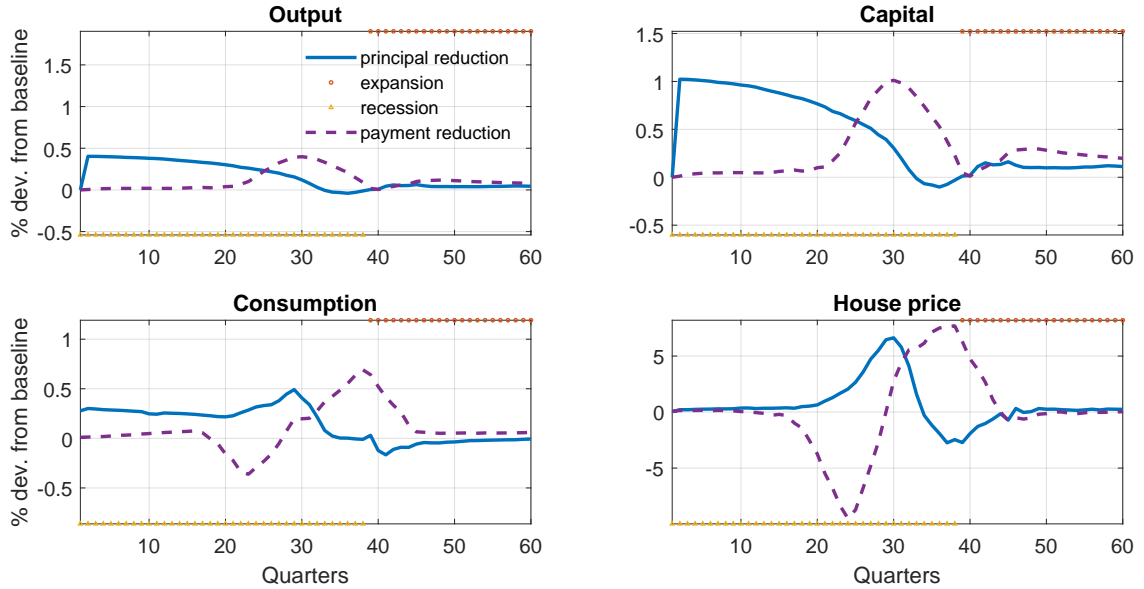 Output
% dev. from baseline
1.5
1
0.5
0
-0.5
principal reduction
expansion
recession
payment reduction
10 20 30 40 50 60
Capital
1.5
1
0.5
0
-0.5
10 20 30 40 50 60
Consumption
% dev. from baseline
1
0.5
0
-0.5
10 20 30 40 50 60
Quarters
House price
5
0
-5
10 20 30 40 50 60
Quarters